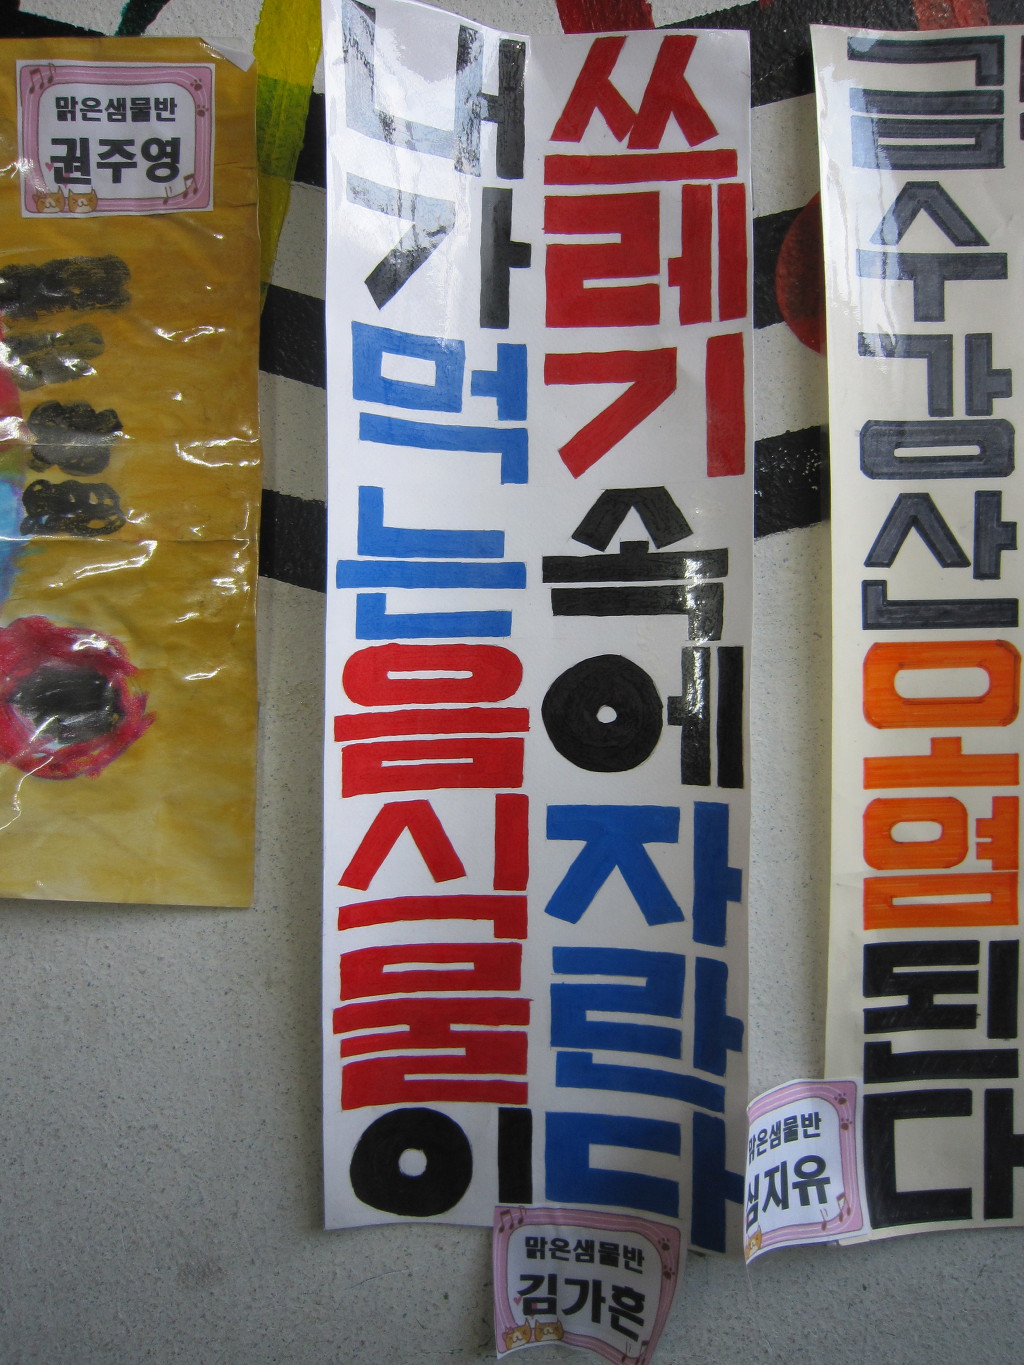 맑은샘물반
권주영
내가 먹는 음식물이
쓰레기 속에 자란다
맑은샘물반
김가흔
금수감산 오염된다
맑은샘물반
심지유